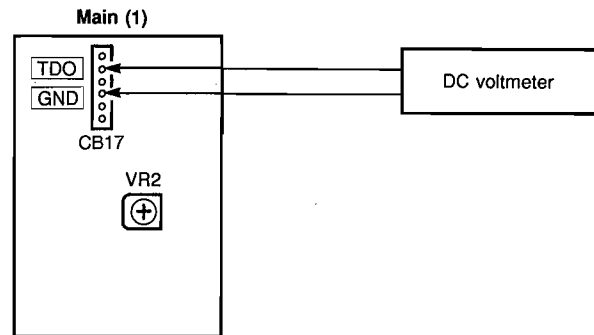 Main (1)
TDO
GND
CB17
VR2
DC voltmeter